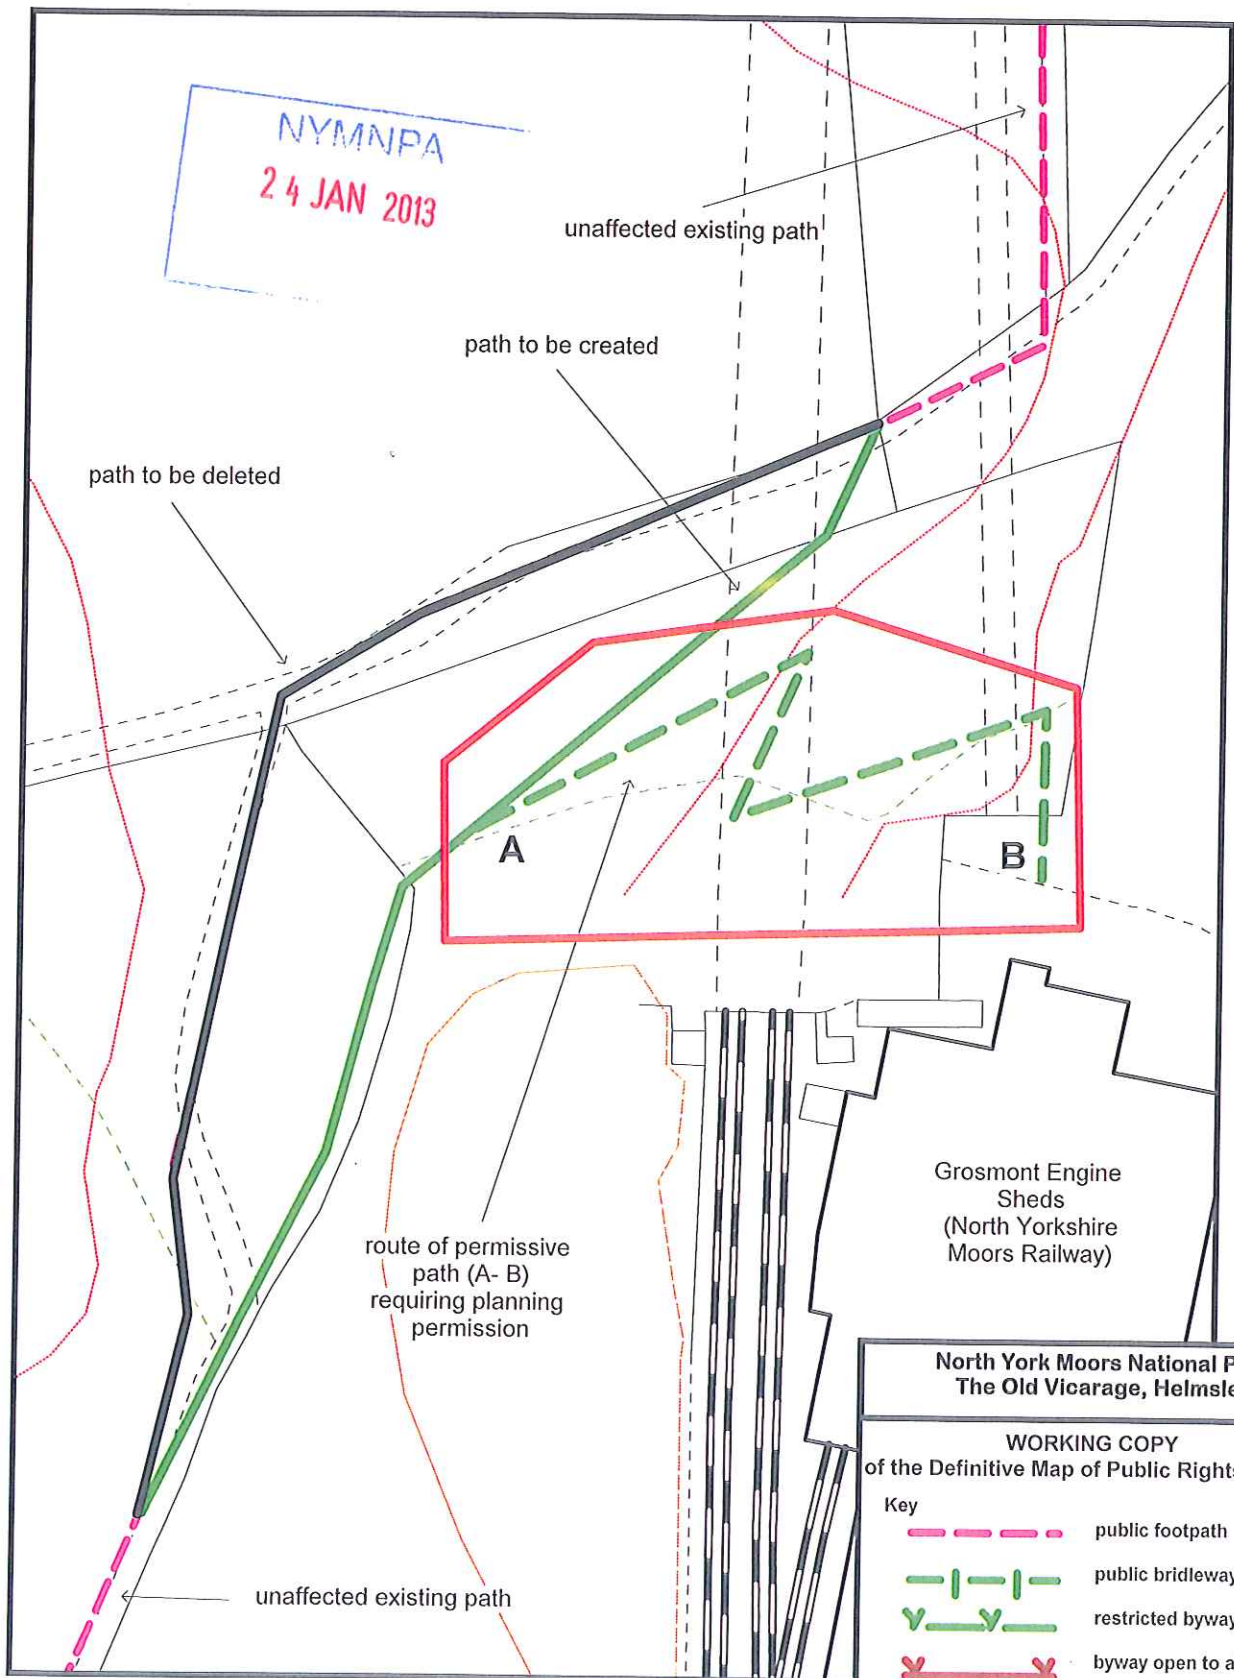 NYMNPA
24 JAN 2013
unaffected existing path
path to be created
path to be deleted
A
B
Grosmont Engine
Sheds
(North Yorkshire
Moors Railway)
route of permissive
path (A- B)
requiring planning
permission
North York Moors National P
The Old Vicarage, Helmsle
WORKING COPY
of the Definitive Map of Public Rights
Key
public footpath
public bridleway
restricted byway
byway open to a
unaffected existing path